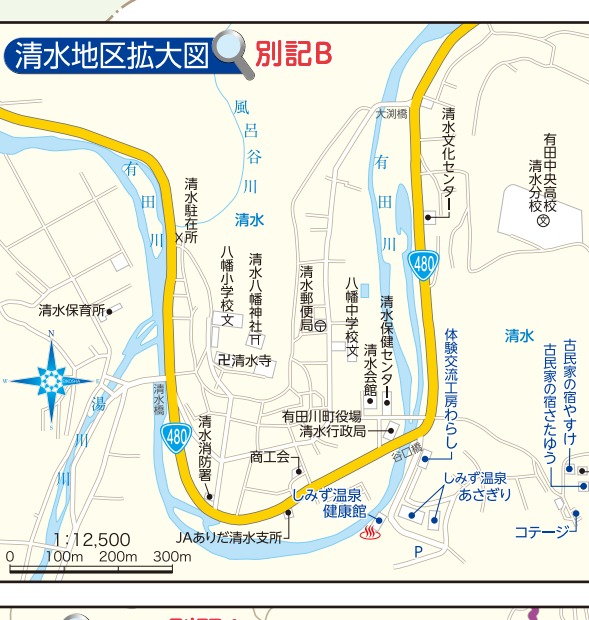 清水地区拡大図
別記B
風呂谷川
大渕橋
清水文化センター
有田中央高校
清水分校
文
有田川
有田川
清水駐在所
X
清水
480
八幡小学校
文
清水八幡神社
清水郵便局
八幡中学校
文
清水保健センター
清水会館
清水保育所
卍清水寺
体験交流工房わらし
清水
古民家の宿やすけ
古民家の宿さたゆう
N
W
E
S
湯川川
清水橋
480
清水消防署
有田川町役場
清水行政局
谷口橋
商工会
しみず温泉
健康館
しみず温泉
あさぎり
コテージ
JAありだ清水支所
P
1:12,500
0 100m 200m 300m